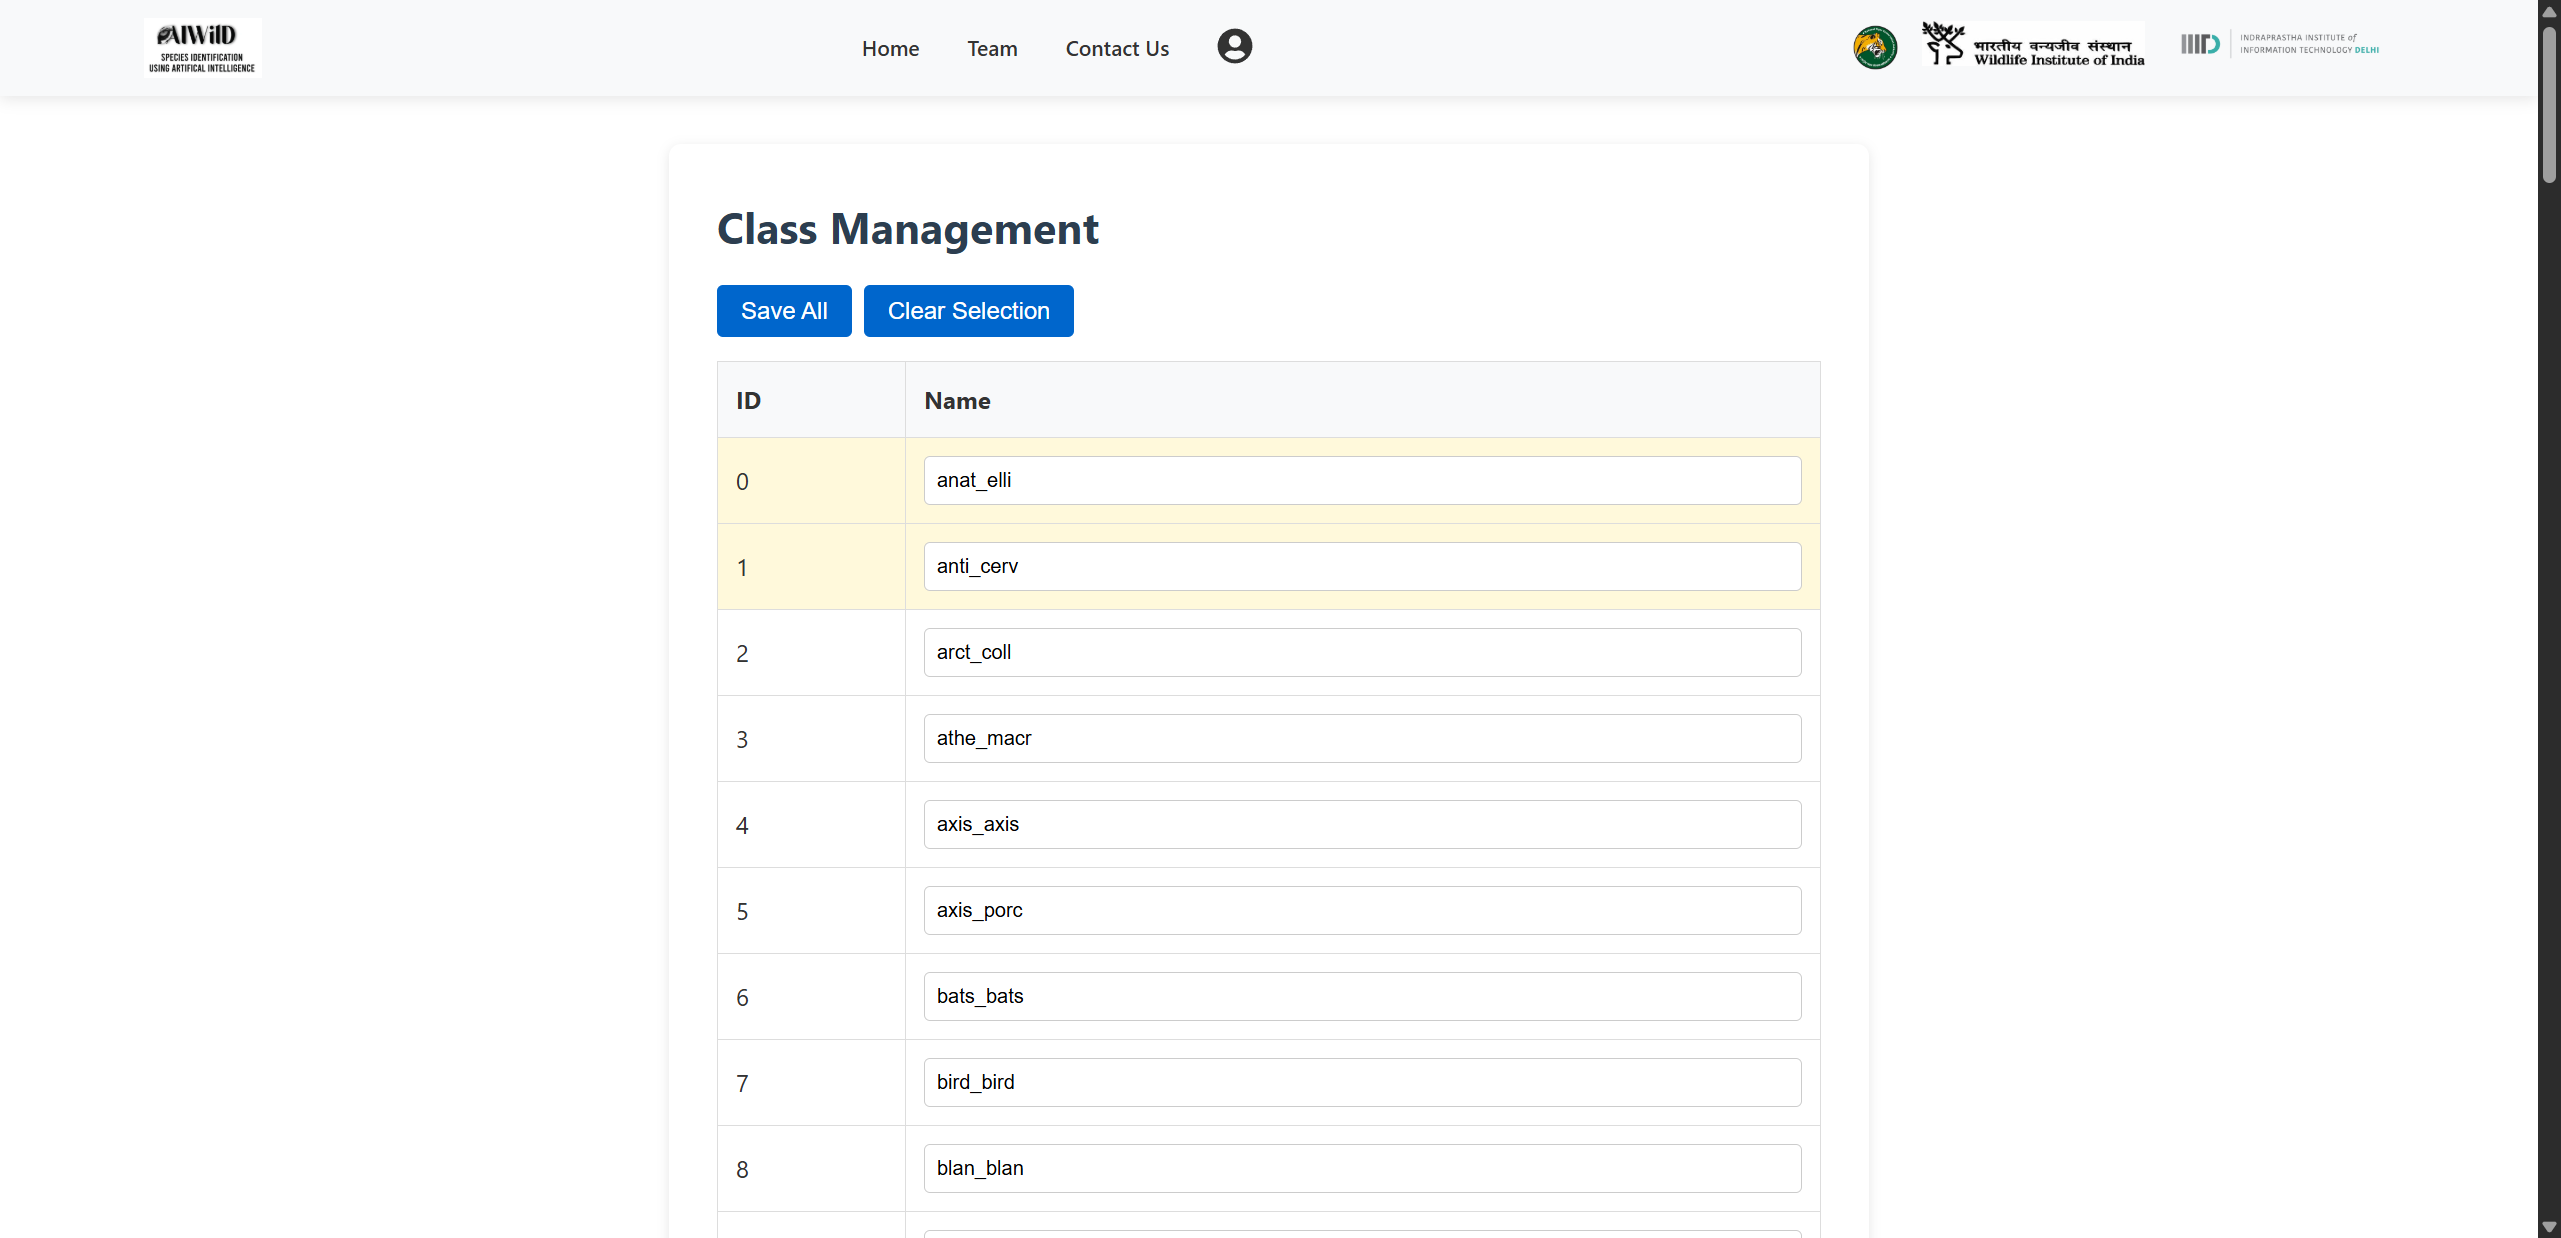 AIWilD
SPECIES IDENTIFICATION
USING ARTIFICAL INTELLIGENCE
Home
Team
Contact Us
भारतीय वन्यजीव संस्थान
Wildlife Institute of India
IIITD
INDRAPRASTHA INSTITUTE of
INFORMATION TECHNOLOGY DELHI
Class Management
Save All
Clear Selection
ID
Name
0
anat_elli
1
anti_cerv
2
arct_coll
3
athe_macr
4
axis_axis
5
axis_porc
6
bats_bats
7
bird_bird
8
blan_blan